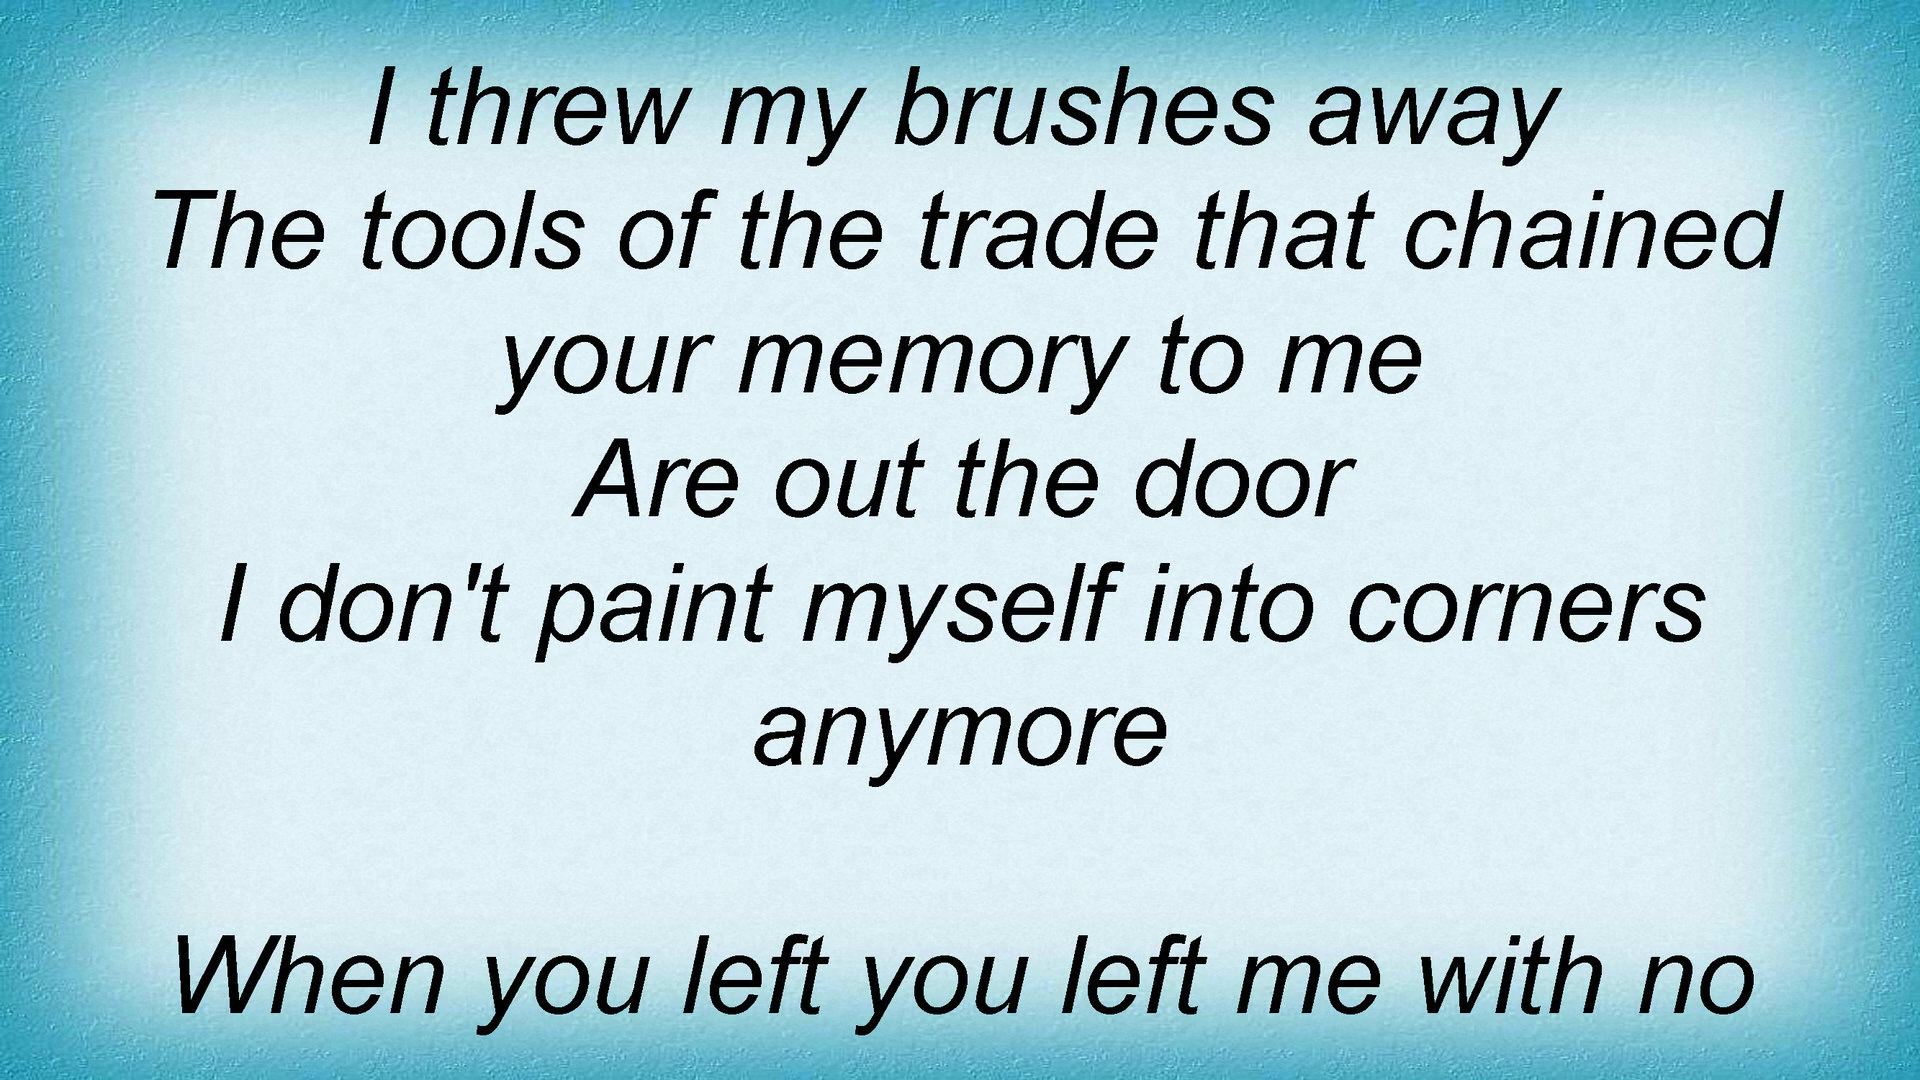 I threw my brushes away
The tools of the trade that chained
your memory to me
Are out the door
I don't paint myself into corners
anymore
When you left you left me with no